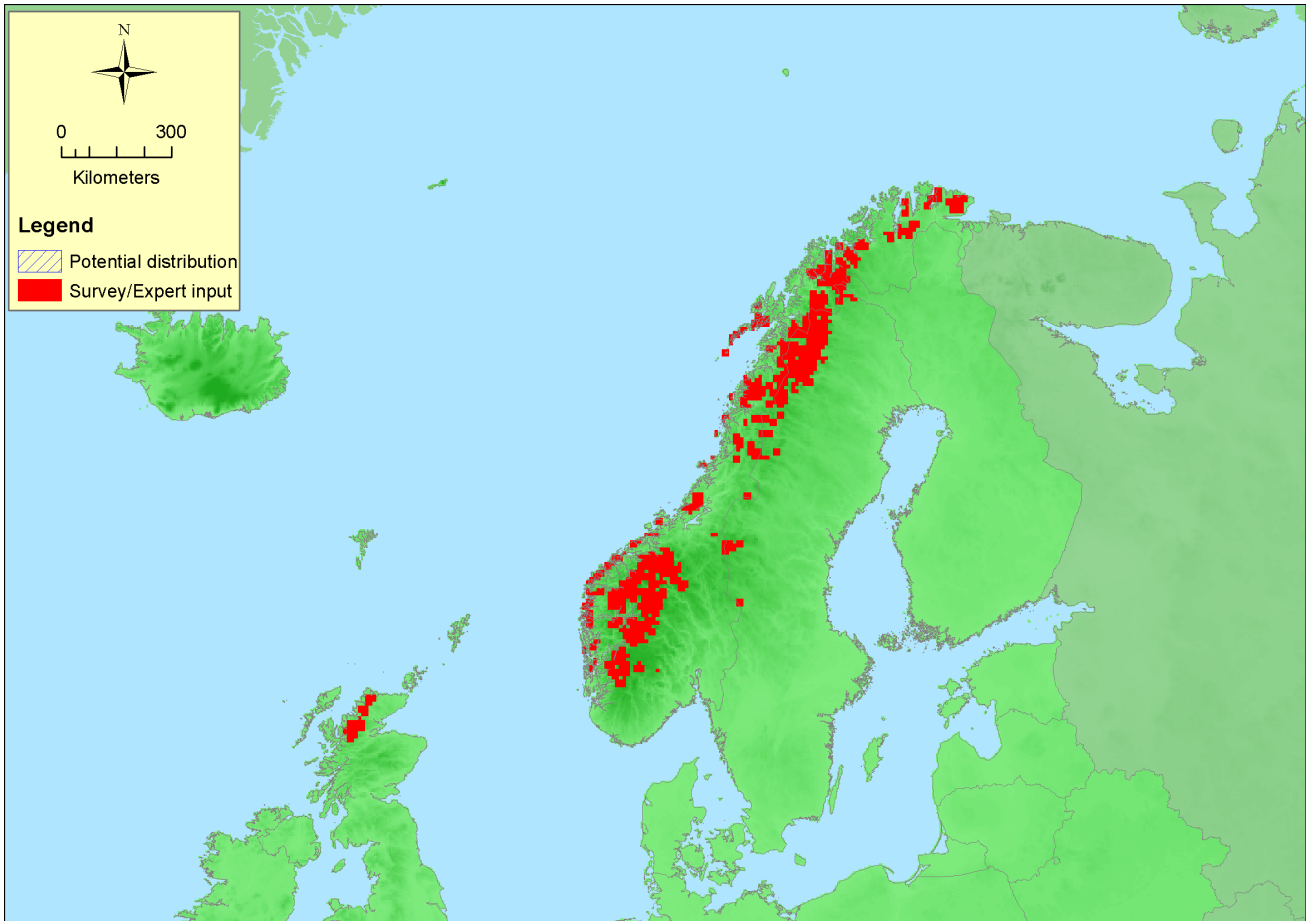 N
0 300
Kilometers
Legend
Potential distribution
Survey/Expert input